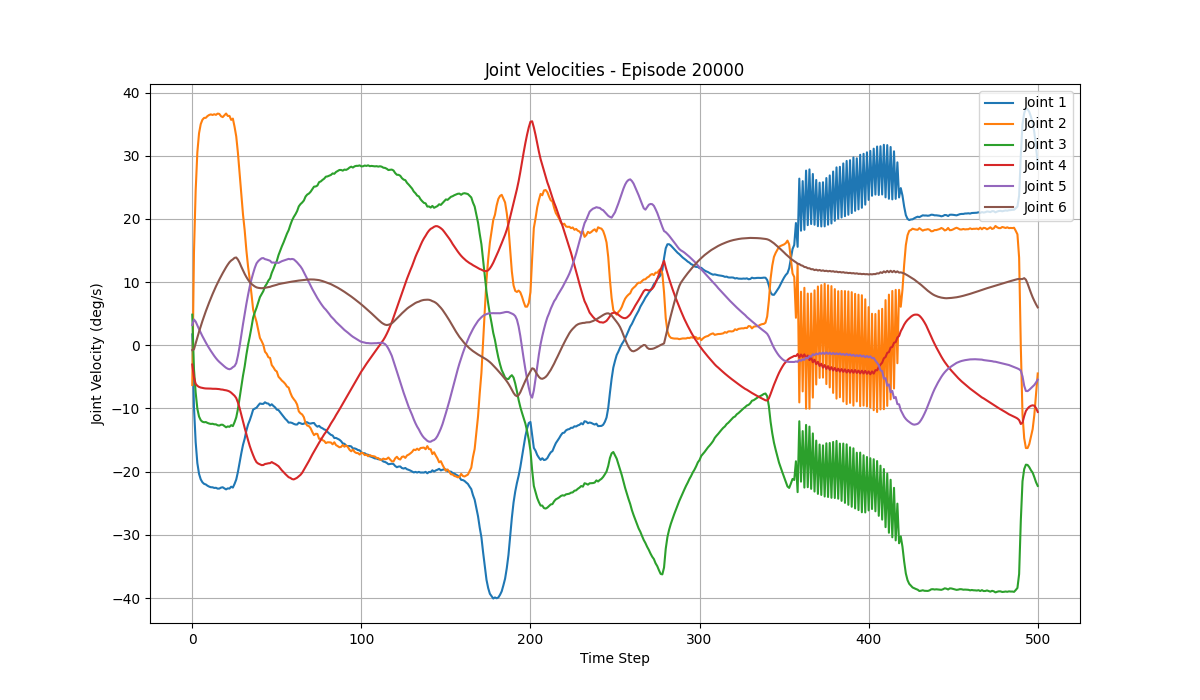 Joint Velocities - Episode 20000
Joint Velocity (deg/s)
40
30
20
10
0
−10
−20
−30
−40
Joint 1
Joint 2
Joint 3
Joint 4
Joint 5
Joint 6
0
100
200
300
400
500
Time Step